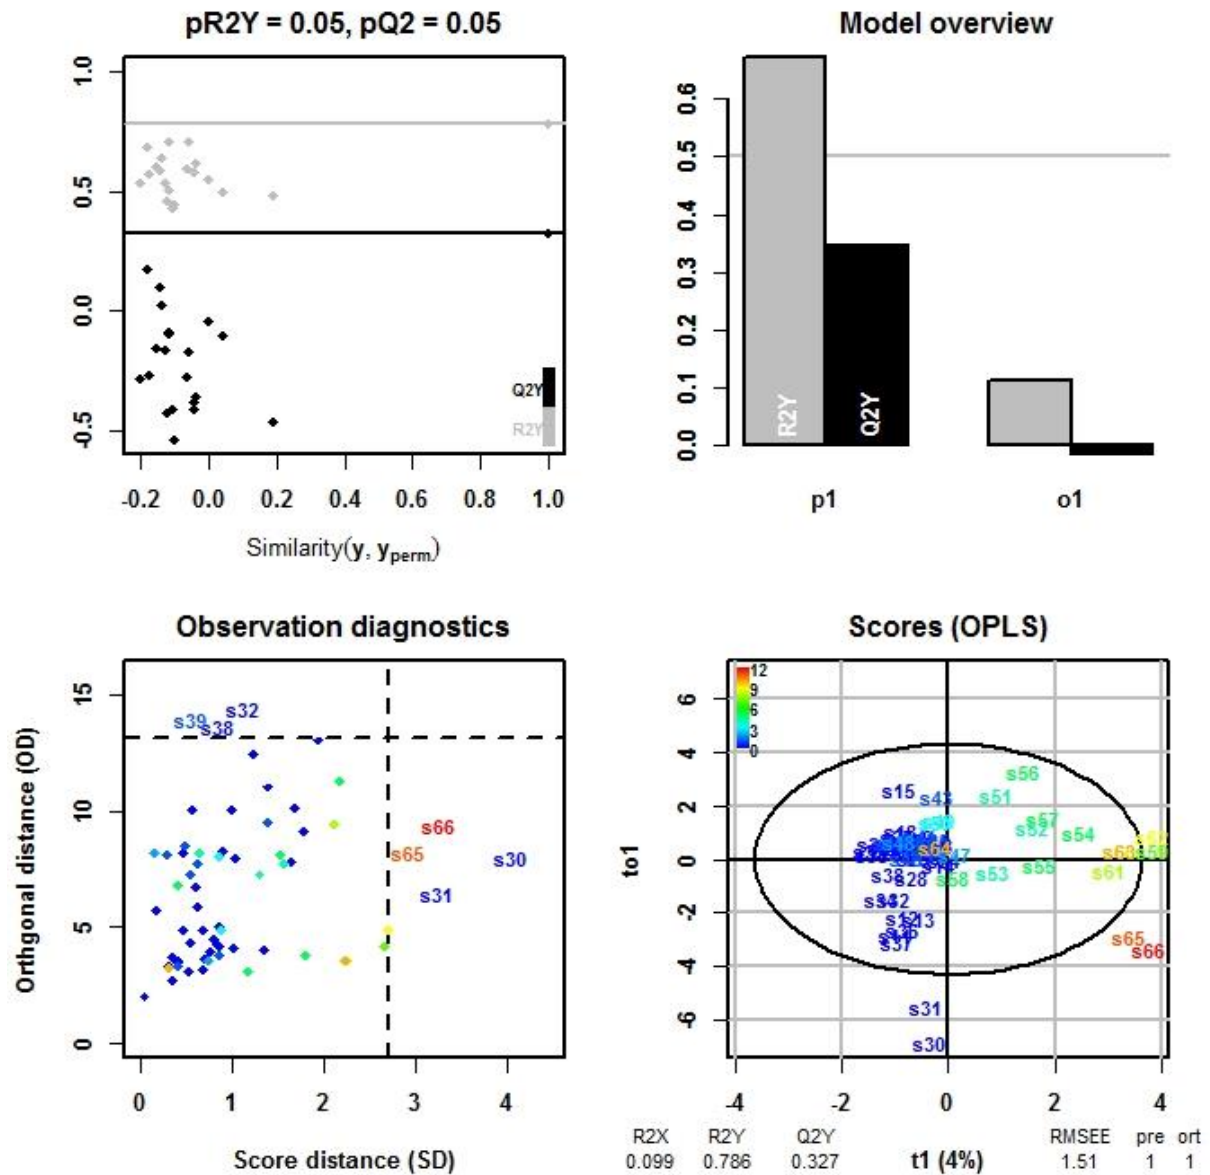 pR2Y = 0.05, pQ2 = 0.05
1.0
0.5
0.0
-0.5
Q2Y
R2Y
-0.2 0.0 0.2 0.4 0.6 0.8 1.0
Similarity(y, yperm)
Model overview
0.6
0.5
0.4
0.3
0.2
0.1
0.0
R2Y
Q2Y
p1 o1
Observation diagnostics
Orthogonal distance (OD)
15
10
5
0
s39 s32
s38
s66
s65
s30
s31
0 1 2 3 4
Score distance (SD)
Scores (OPLS)
to1
6
4
2
0
-2
-4
-6
12
9
6
3
0
s56
s15 s43 s51
s57
s52 s54
s64
s47
s55
s53 s61
s58
s38 s28
s32
s12 s13
s37
s65
s66
s31
s30
-4 -2 0 2 4
t1 (4%)
R2X R2Y Q2Y RMSEE pre ort
0.099 0.786 0.327 1.51 1 1